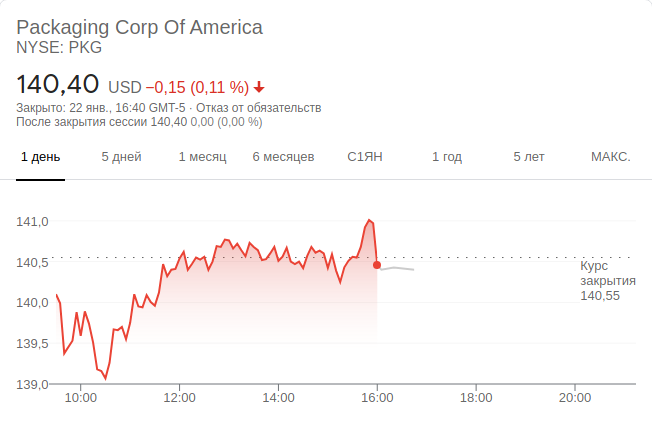 Packaging Corp Of America
NYSE: PKG
140,40 USD −0,15 (0,11 %)
Закрыто: 22 янв., 16:40 GMT-5 · Отказ от обязательств
После закрытия сессии 140,40 0,00 (0,00 %)
1 день 5 дней 1 месяц 6 месяцев С1ЯН 1 год 5 лет МАКС.
141,0
140,5
Курс
закрытия
140,55
140,0
139,5
139,0
10:00 12:00 14:00 16:00 18:00 20:00